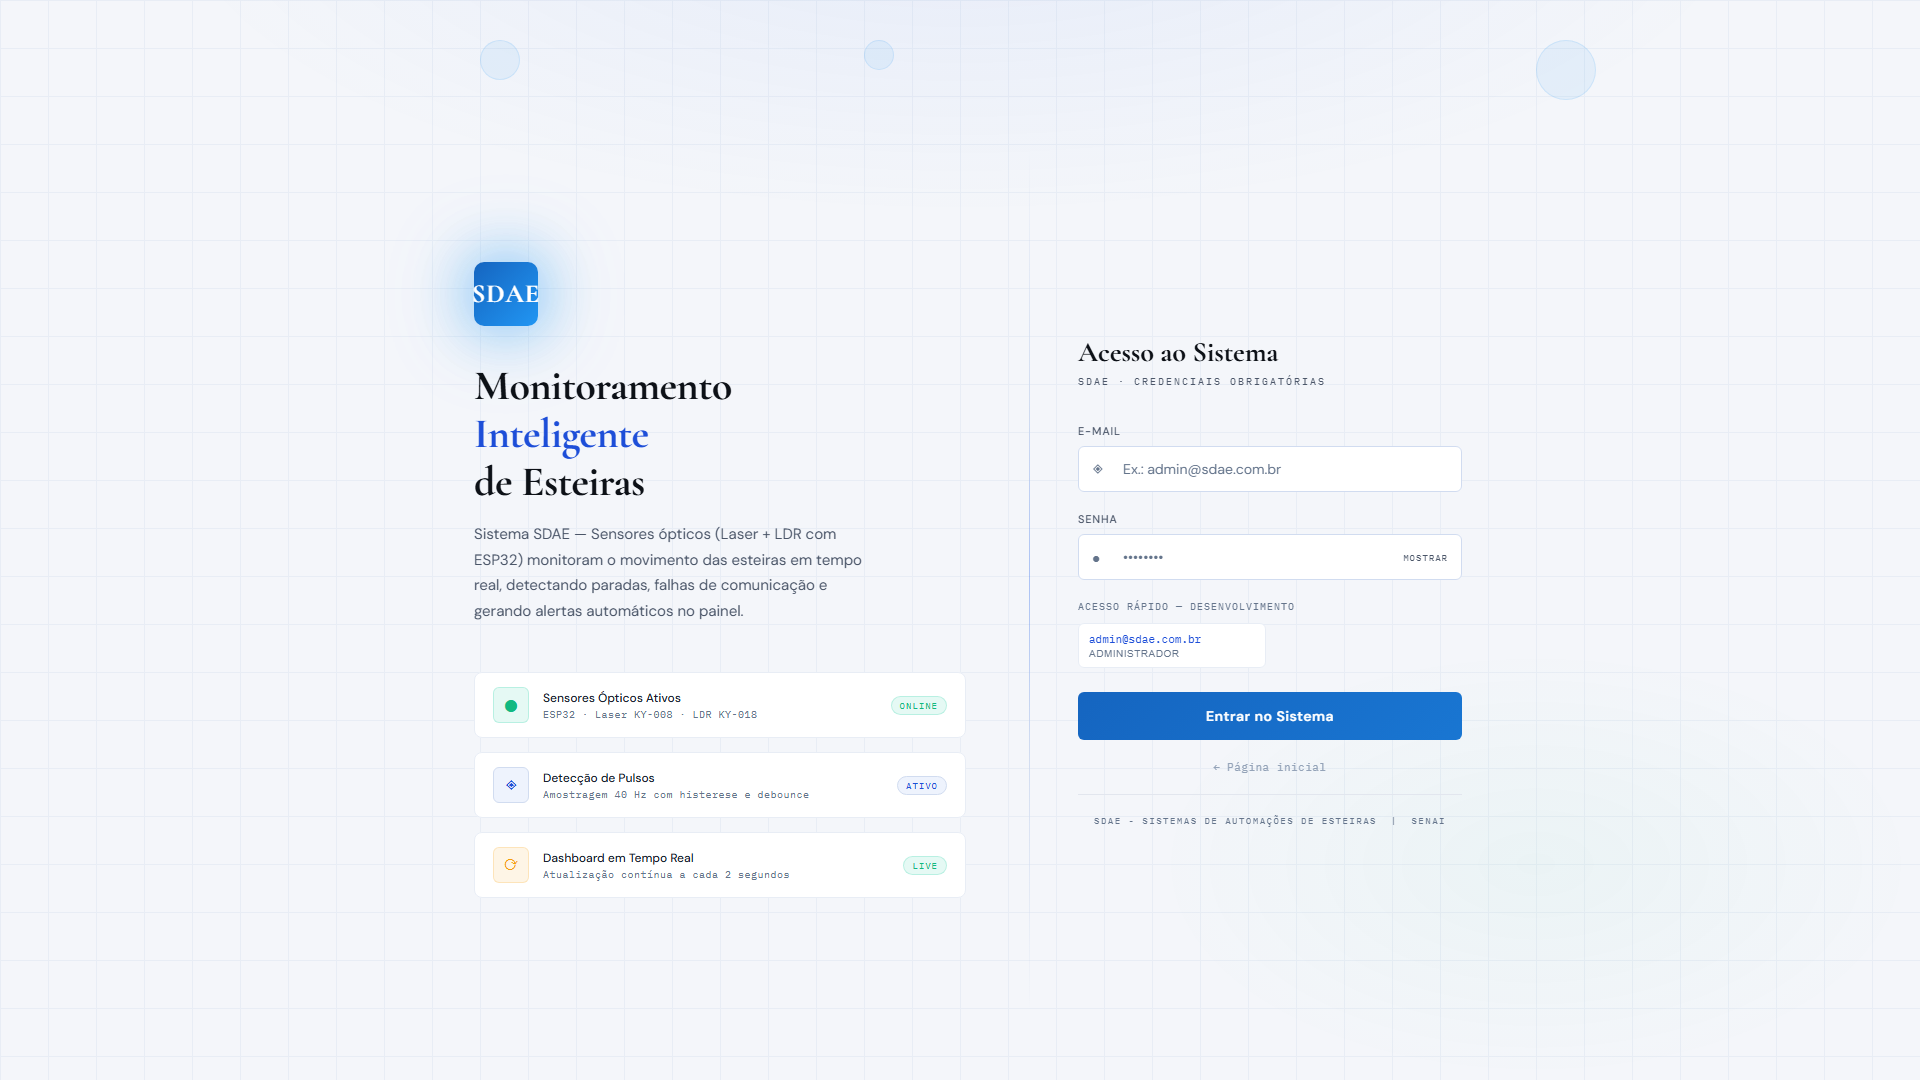 SDAE
Monitoramento
Inteligente
de Esteiras
Sistema SDAE — Sensores ópticos (Laser + LDR com
ESP32) monitoram o movimento das esteiras em tempo
real, detectando paradas, falhas de comunicação e
gerando alertas automáticos no painel.
Sensores Ópticos Ativos
ESP32 · Laser KY-008 · LDR KY-018
ONLINE
Detecção de Pulsos
Amostragem 40 Hz com histerese e debounce
ATIVO
Dashboard em Tempo Real
Atualização contínua a cada 2 segundos
LIVE
Acesso ao Sistema
SDAE · CREDENCIAIS OBRIGATÓRIAS
E-MAIL
Ex.: admin@sdae.com.br
SENHA
••••••••
MOSTRAR
ACESSO RÁPIDO — DESENVOLVIMENTO
admin@sdae.com.br
ADMINISTRADOR
Entrar no Sistema
← Página inicial
SDAE - SISTEMAS DE AUTOMAÇÕES DE ESTEIRAS | SENAI